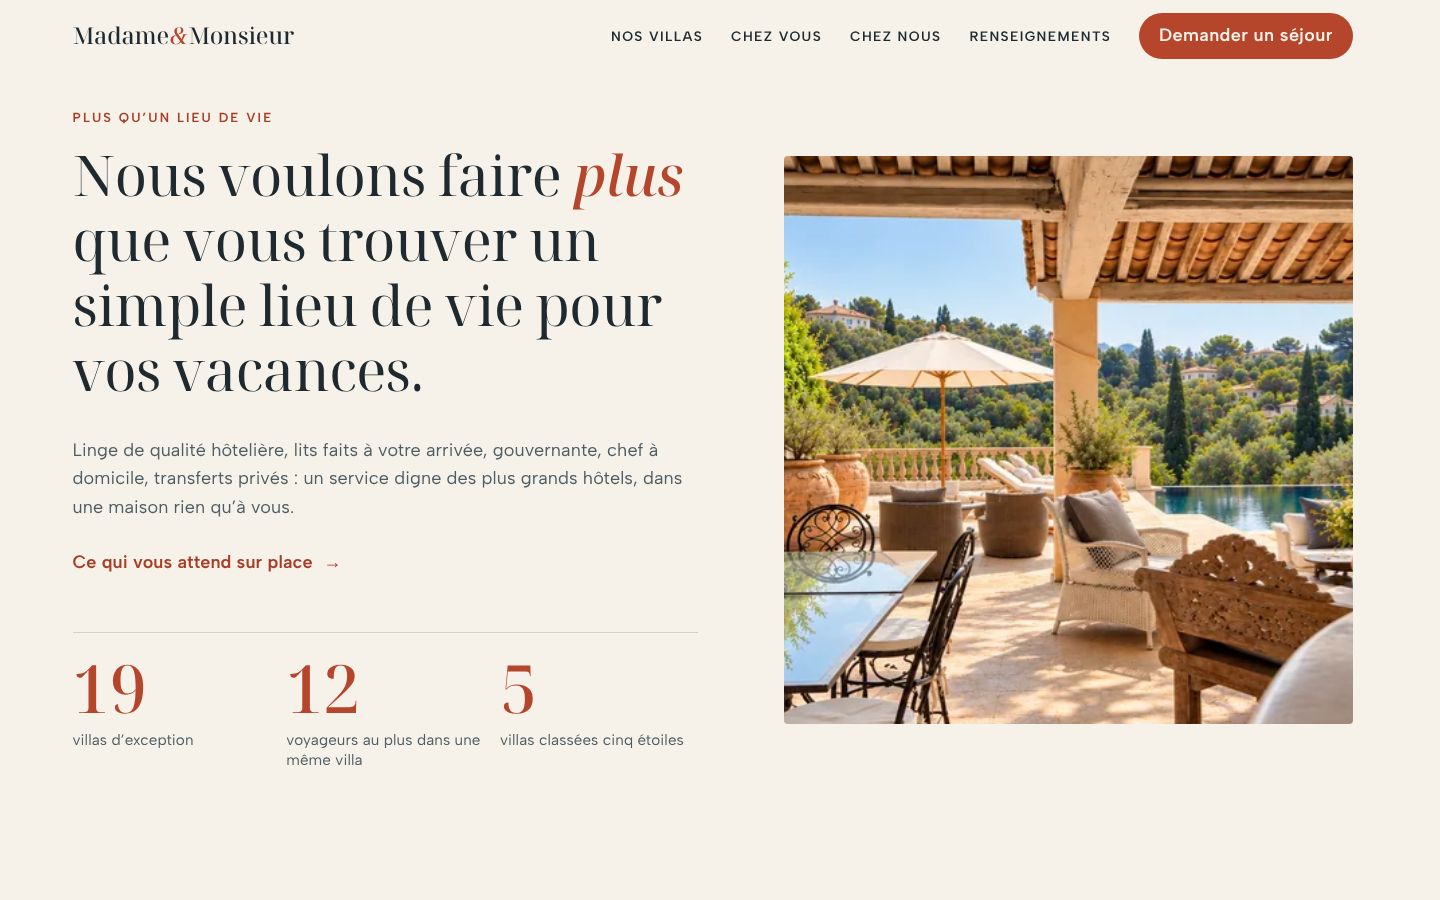 Madame&Monsieur
NOS VILLAS
CHEZ VOUS
CHEZ NOUS
RENSEIGNEMENTS
Demander un séjour
PLUS QU’UN LIEU DE VIE
Nous voulons faire plus
que vous trouver un
simple lieu de vie pour
vos vacances.
Linge de qualité hôtelière, lits faits à votre arrivée, gouvernante, chef à
domicile, transferts privés : un service digne des plus grands hôtels, dans
une maison rien qu’à vous.
Ce qui vous attend sur place →
19
villas d’exception
12
voyageurs au plus dans une
même villa
5
villas classées cinq étoiles